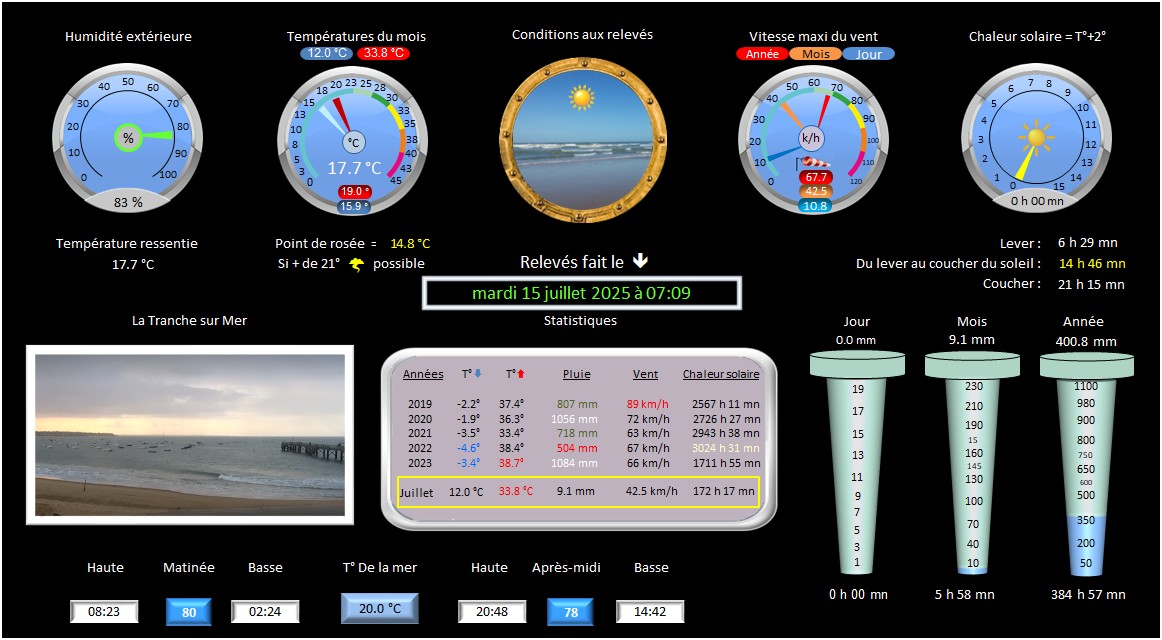 Humidité extérieure
Températures du mois
Conditions aux relevés
Vitesse maxi du vent
Chaleur solaire = T°+2°
12.0 °C 33.8 °C
Année Mois Jour
0 10 20 30 40 50 60 70 80 90 100
%
83 %
0 3 5 8 10 13 15 18 20 23 25 28 30 33 35 38 40 43 45
°C
17.7 °C
19.0 °
15.9 °
0 10 20 30 40 50 60 70 80 90 100 110 120
k/h
67.7
42.5
10.8
0 1 2 3 4 5 6 7 8 9 10 11 12 13 14 15
0 h 00 mn
Température ressentie
17.7 °C
Point de rosée = 14.8 °C
Si + de 21° possible
Relevés fait le
mardi 15 juillet 2025 à 07:09
Lever : 6 h 29 mn
Du lever au coucher du soleil : 14 h 46 mn
Coucher : 21 h 15 mn
La Tranche sur Mer
Statistiques
Années T° T° Pluie Vent Chaleur solaire
2019 -2.2° 37.4° 807 mm 89 km/h 2567 h 11 mn
2020 -1.9° 36.3° 1056 mm 72 km/h 2726 h 27 mn
2021 -3.5° 33.4° 718 mm 63 km/h 2943 h 38 mn
2022 -4.6° 38.4° 504 mm 67 km/h 3024 h 31 mn
2023 -3.4° 38.7° 1084 mm 66 km/h 1711 h 55 mn
Juillet 12.0 °C 33.8 °C 9.1 mm 42.5 km/h 172 h 17 mn
Jour
0.0 mm
19
17
15
13
11
9
7
5
3
1
0 h 00 mn
Mois
9.1 mm
230
210
190
15
160
145
130
100
70
40
10
5 h 58 mn
Année
400.8 mm
1100
980
900
800
750
650
600
500
350
200
50
384 h 57 mn
Haute Matinée Basse T° De la mer Haute Après-midi Basse
08:23 80 02:24 20.0 °C 20:48 78 14:42